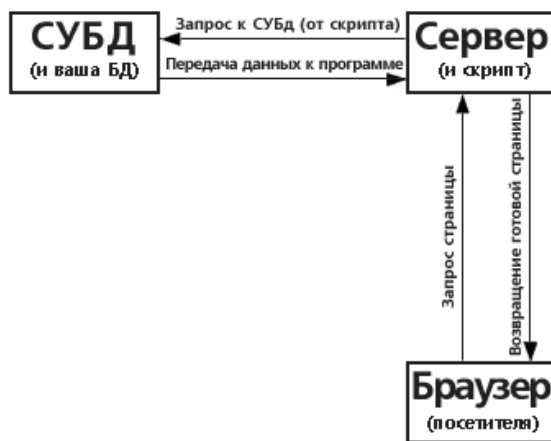 СУБД
(и ваша БД)
Запрос к СУБд (от скрипта)
Передача данных к программе
Сервер
(и скрипт)
Запрос страницы
Возвращение готовой страницы
Браузер
(посетителя)